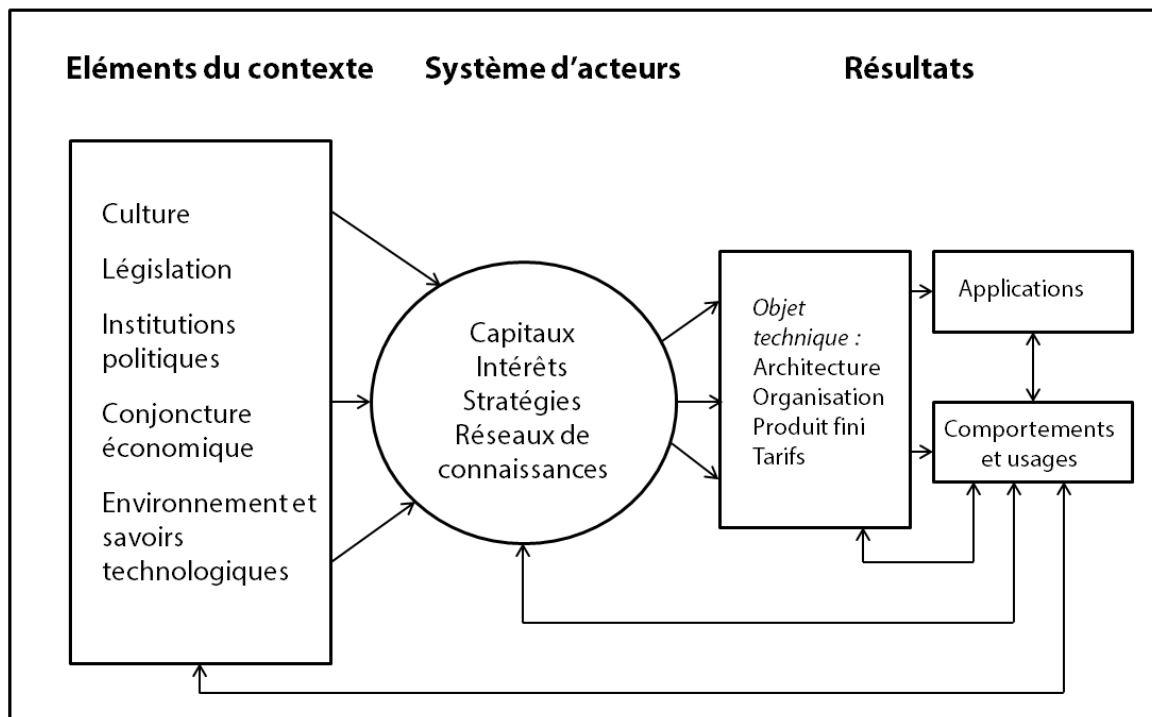 Eléments du contexte
Système d’acteurs
Résultats
Culture
Législation
Institutions
politiques
Conjoncture
économique
Environnement et
savoirs
technologiques
Capitaux
Intérêts
Stratégies
Réseaux de
connaissances
Objet
technique :
Architecture
Organisation
Produit fini
Tarifs
Applications
Comportements
et usages